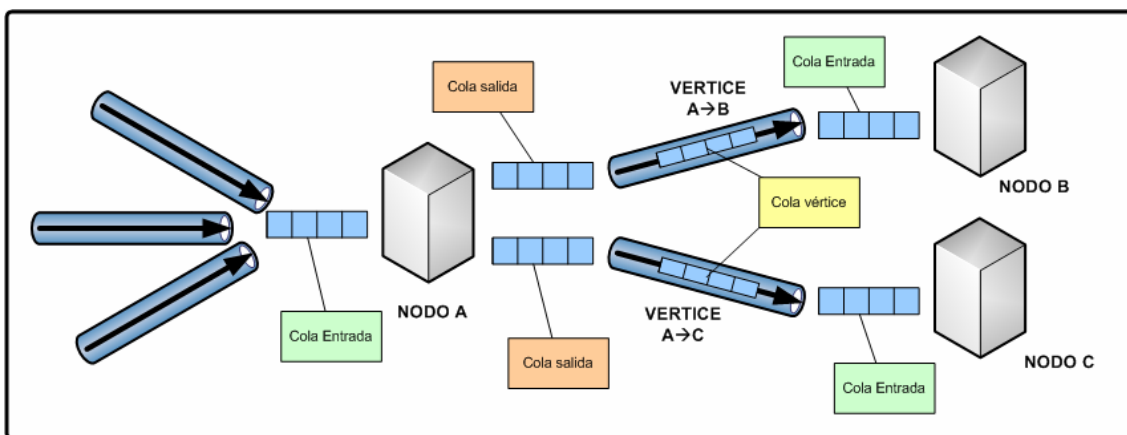 Cola Entrada
Cola salida
VERTICE
A→B
NODO B
Cola vértice
NODO A
Cola Entrada
VERTICE
A→C
Cola salida
NODO C
Cola Entrada